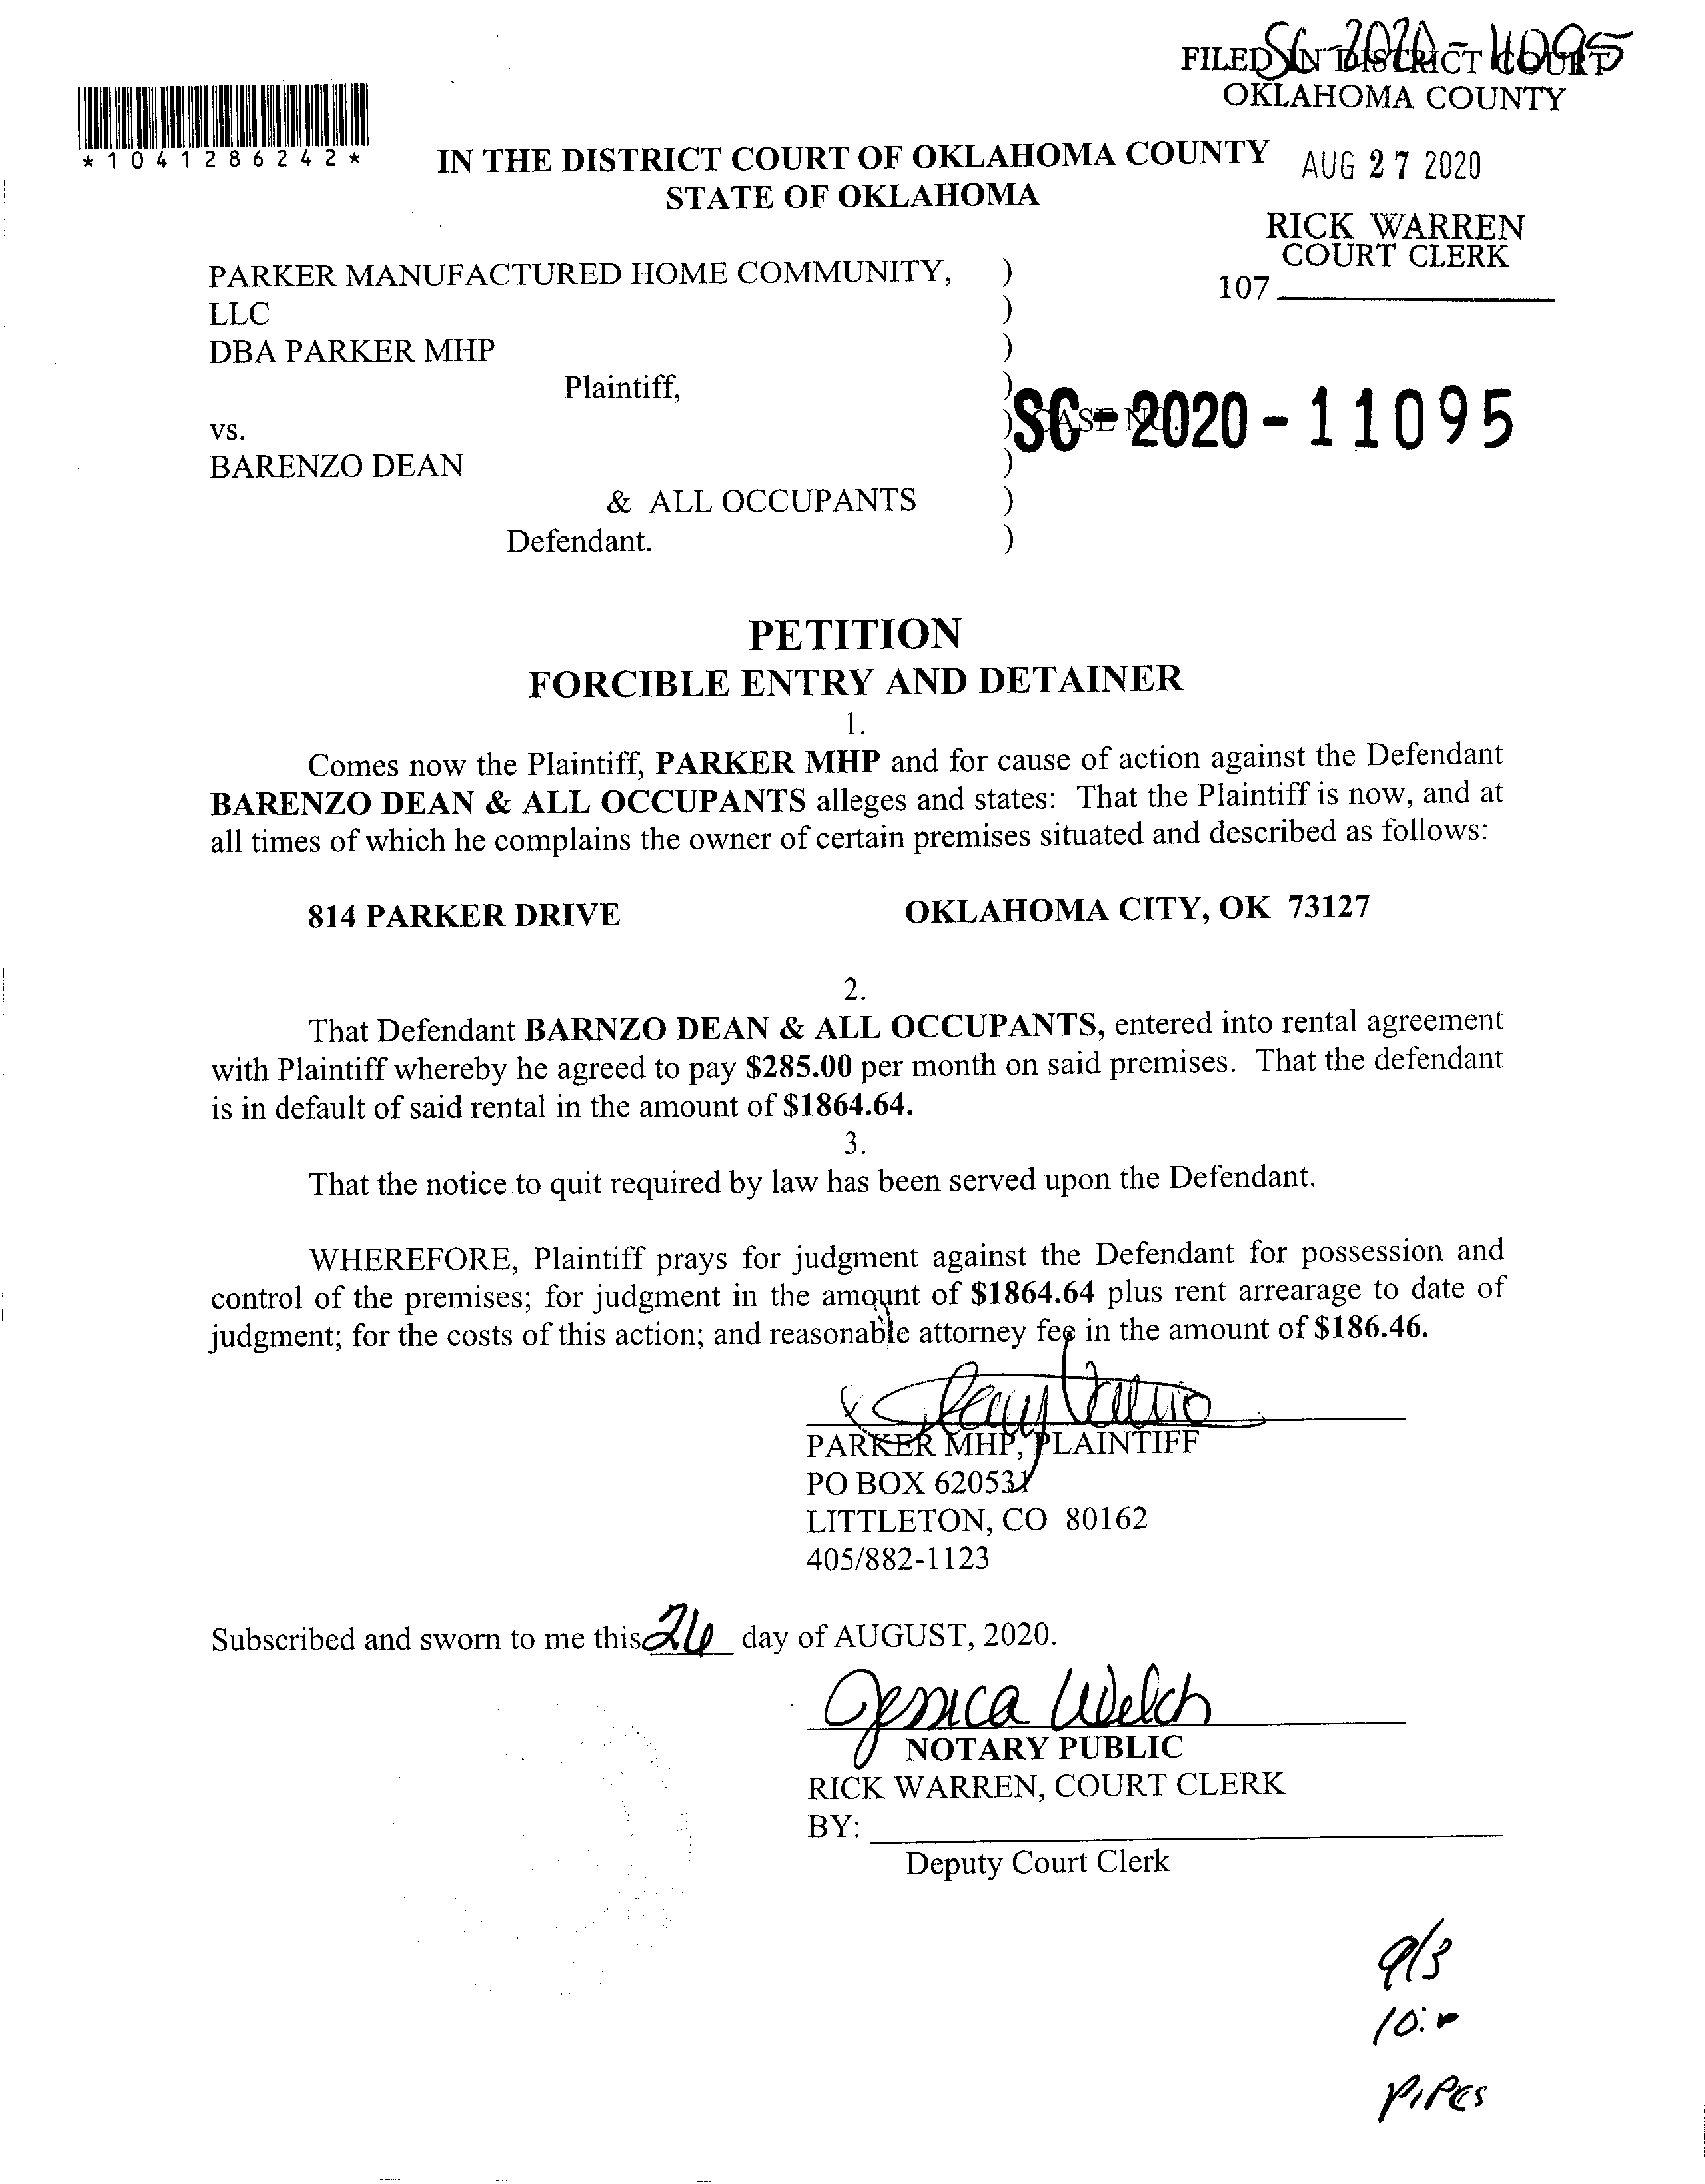 SC-2020-11095
FILED IN DISTRICT COURT
OKLAHOMA COUNTY
*1041286242*
IN THE DISTRICT COURT OF OKLAHOMA COUNTY
STATE OF OKLAHOMA
AUG 27 2020
RICK WARREN
COURT CLERK
107
PARKER MANUFACTURED HOME COMMUNITY, )
LLC )
DBA PARKER MHP )
Plaintiff, )
) CASE NO.
SC-2020-11095
vs.
BARENZO DEAN )
& ALL OCCUPANTS )
Defendant. )
PETITION
FORCIBLE ENTRY AND DETAINER
1.
Comes now the Plaintiff, PARKER MHP and for cause of action against the Defendant
BARENZO DEAN & ALL OCCUPANTS alleges and states: That the Plaintiff is now, and at
all times of which he complains the owner of certain premises situated and described as follows:
814 PARKER DRIVE OKLAHOMA CITY, OK 73127
2.
That Defendant BARNZO DEAN & ALL OCCUPANTS, entered into rental agreement
with Plaintiff whereby he agreed to pay $285.00 per month on said premises. That the defendant
is in default of said rental in the amount of $1864.64.
3.
That the notice to quit required by law has been served upon the Defendant.
WHEREFORE, Plaintiff prays for judgment against the Defendant for possession and
control of the premises; for judgment in the amount of $1864.64 plus rent arrearage to date of
judgment; for the costs of this action; and reasonable attorney fee in the amount of $186.46.
PARKER MHP, PLAINTIFF
PO BOX 620531
LITTLETON, CO 80162
405/882-1123
Subscribed and sworn to me this 26 day of AUGUST, 2020.
Jessica Welch
NOTARY PUBLIC
RICK WARREN, COURT CLERK
BY:
Deputy Court Clerk
9/3
PIPES